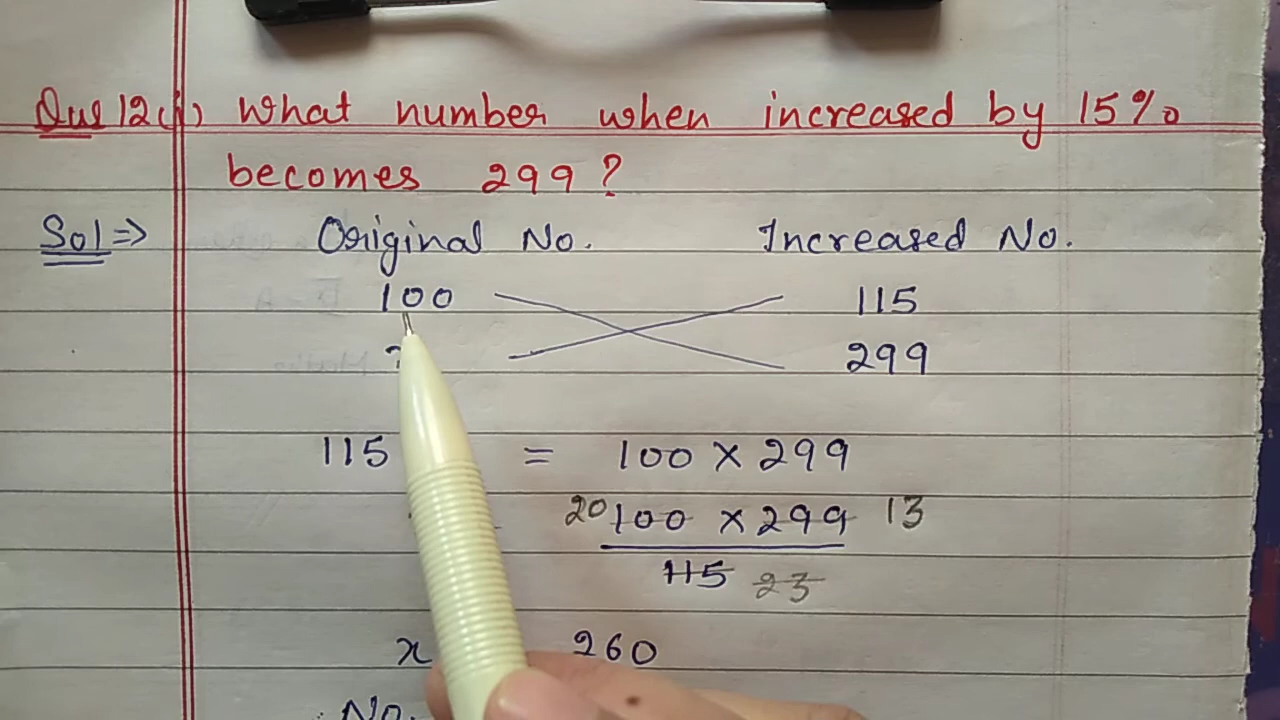 Que 12(i) What number when increased by 15%
becomes 299?
Sol⇒ Original No. Increased No.
100 115
299
115 = 100 × 299
20 100 × 299 13
115 23
x 260
No.